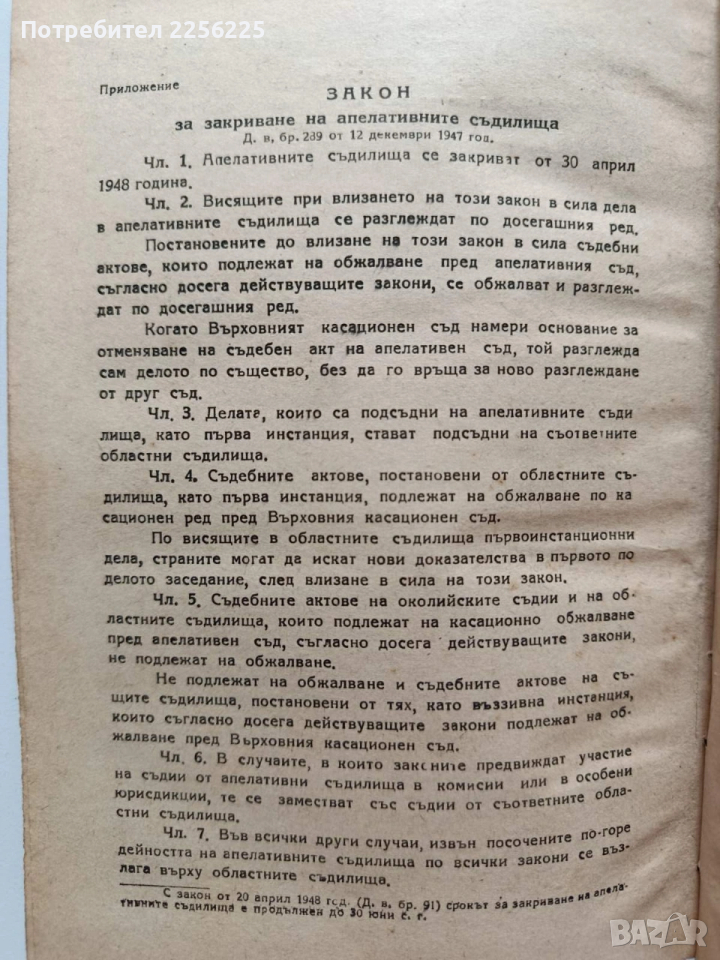 Потребител 2256225
Приложение
ЗАКОН
за закриване на апелативните съдилища
Д. в, бр. 289 от 12 декември 1947 год.
Чл. 1. Апелативните съдилища се закриват от 30 април
1948 година.
Чл. 2. Висящите при влизането на този закон в сила дела
в апелативните съдилища се разглеждат по досегашния ред.
Постановените до влизане на този закон в сила съдебни
актове, които подлежат на обжалване пред апелативния съд,
съгласно досега действуващите закони, се обжалват и разглеж-
дат по досегашния ред.
Когато Върховният касационен съд намери основание за
отменяване на съдебен акт на апелативен съд, той разглежда
сам делото по същество, без да го връща за ново разглеждане
от друг съд.
Чл. 3. Делата, които са подсъдни на апелативните съди
лища, като първа инстанция, стават подсъдни на съответните
областни съдилища.
Чл. 4. Съдебните актове, постановени от областните съ-
дилища, като първа инстанция, подлежат на обжалване по ка
сационен ред пред Върховния касационен съд.
По висящите в областните съдилища първоинстанционни
дела, страните могат да искат нови доказателства в първото по
делото заседание, след влизане в сила на този закон.
Чл. 5. Съдебните актове на околийските съдии и на об-
ластните съдилища, които подлежат на касационно обжалване
пред апелативен съд, съгласно досега действуващите закони,
не подлежат на обжалване.
Не подлежат на обжалване и съдебните актове на съ-
щите съдилища, постановени от тях, като въззивна инстанция,
които съгласно досега действуващите закони подлежат на об-
жалване пред Върховния касационен съд.
Чл. 6. В случаите, в които законите предвиждат участие
на съдии от апелативни съдилища в комисии или в особени
юрисдикции, те се заместват със съдии от съответните обла-
стни съдилища.
Чл. 7. Във всички други случаи, извън посочените по-горе
дейността на апелативните съдилища по всички закони се въз-
лага върху областните съдилища.
С закон от 20 април 1948 год. (Д. в. бр. 91) срокът за закриване на апела-
тивните съдилища е продължен до 30 юни с. г.
BAZAR